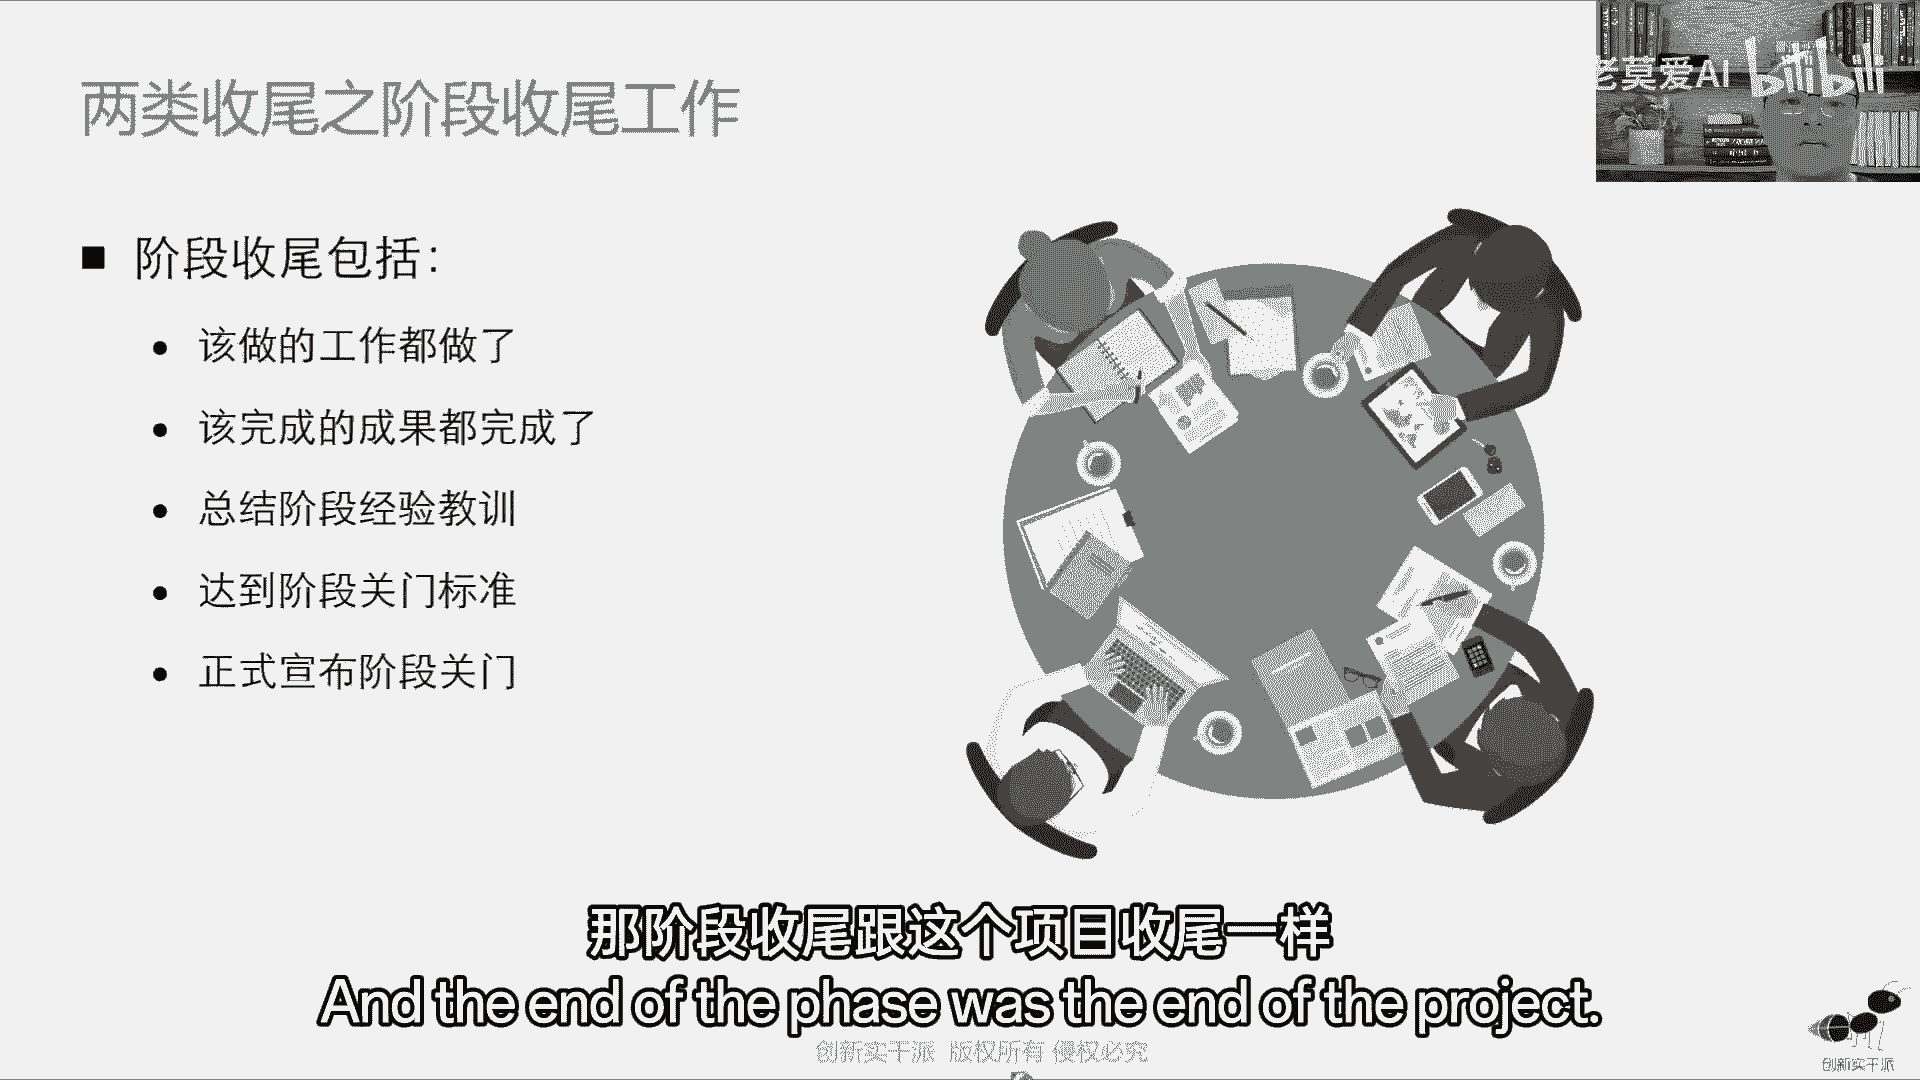 老莫爱AI bilibili
两类收尾之阶段收尾工作
阶段收尾包括：
该做的工作都做了
该完成的成果都完成了
总结阶段经验教训
达到阶段关门标准
正式宣布阶段关门
那阶段收尾跟这个项目收尾一样
And the end of the phase was the end of the project.
创新实干派 版权所有 侵权必究
创新实干派